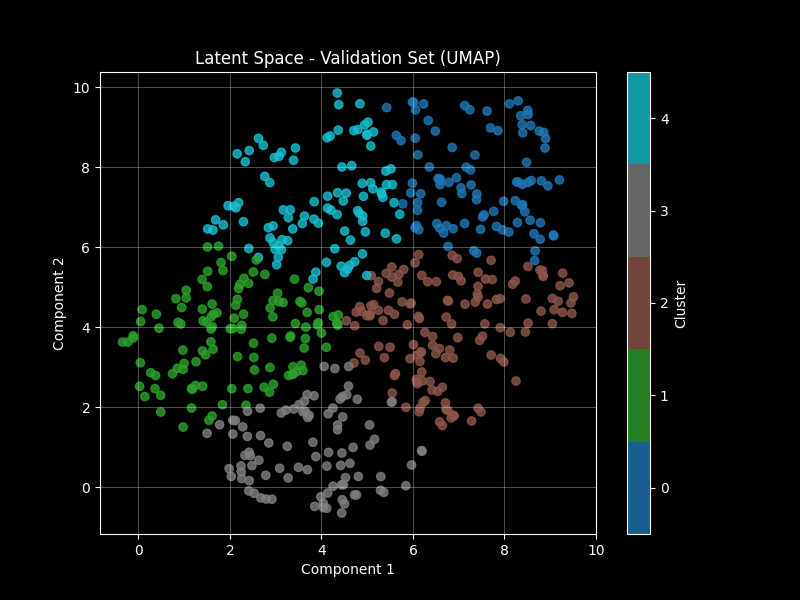 Latent Space - Validation Set (UMAP)
10
8
6
4
2
0
Component 2
0 2 4 6 8 10
Component 1
4
3
2
1
0
Cluster